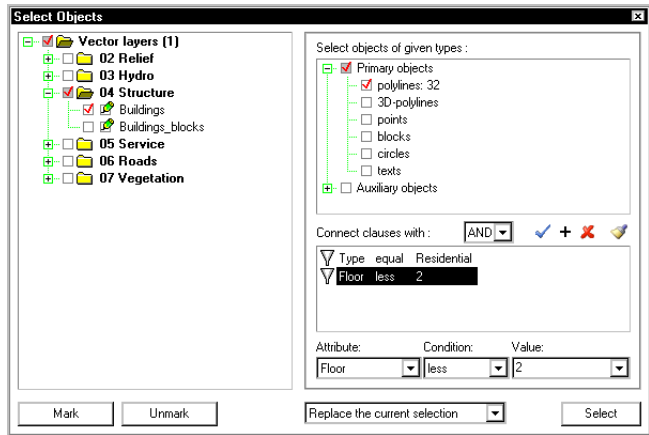 Select Objects
Vector layers (1)
02 Relief
03 Hydro
04 Structure
Buildings
Buildings_blocks
05 Service
06 Roads
07 Vegetation
Select objects of given types :
Primary objects
polylines: 32
3D-polylines
points
blocks
circles
texts
Auxiliary objects
Connect clauses with : AND
Type equal Residential
Floor less 2
Attribute: Condition: Value:
Floor less 2
Mark Unmark Replace the current selection Select